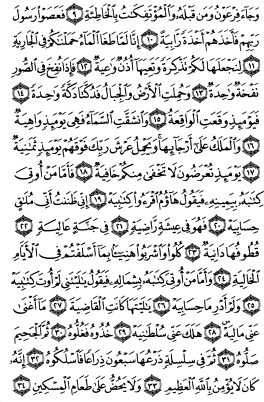 وَجَآءَ فِرۡعَوۡنُ وَمَن قَبۡلَهُۥ وَٱلۡمُؤۡتَفِكَٰتُ بِٱلۡخَاطِئَةِ ٩ فَعَصَوۡاْ رَسُولَ
رَبِّهِمۡ فَأَخَذَهُمۡ أَخۡذَةٗ رَّابِيَةً ١٠ إِنَّا لَمَّا طَغَا ٱلۡمَآءُ حَمَلۡنَٰكُمۡ فِي ٱلۡجَارِيَةِ
١١ لِنَجۡعَلَهَا لَكُمۡ تَذۡكِرَةٗ وَتَعِيَهَآ أُذُنٞ وَٰعِيَةٞ ١٢ فَإِذَا نُفِخَ فِي ٱلصُّورِ
نَفۡخَةٞ وَٰحِدَةٞ ١٣ وَحُمِلَتِ ٱلۡأَرۡضُ وَٱلۡجِبَالُ فَدُكَّتَا دَكَّةٗ وَٰحِدَةٗ ١٤
فَيَوۡمَئِذٖ وَقَعَتِ ٱلۡوَاقِعَةُ ١٥ وَٱنشَقَّتِ ٱلسَّمَآءُ فَهِيَ يَوۡمَئِذٖ وَاهِيَةٞ
١٦ وَٱلۡمَلَكُ عَلَىٰٓ أَرۡجَآئِهَاۚ وَيَحۡمِلُ عَرۡشَ رَبِّكَ فَوۡقَهُمۡ يَوۡمَئِذٖ ثَمَٰنِيَةٞ
١٧ يَوۡمَئِذٖ تُعۡرَضُونَ لَا تَخۡفَىٰ مِنكُمۡ خَافِيَةٞ ١٨ فَأَمَّا مَنۡ أُوتِيَ
كِتَٰبَهُۥ بِيَمِينِهِۦ فَيَقُولُ هَآؤُمُ ٱقۡرَءُواْ كِتَٰبِيَهۡ ١٩ إِنِّي ظَنَنتُ أَنِّي مُلَٰقٍ
حِسَابِيَهۡ ٢٠ فَهُوَ فِي عِيشَةٖ رَّاضِيَةٖ ٢١ فِي جَنَّةٍ عَالِيَةٖ ٢٢
قُطُوفُهَا دَانِيَةٞ ٢٣ كُلُواْ وَٱشۡرَبُواْ هَنِيٓـَٔۢا بِمَآ أَسۡلَفۡتُمۡ فِي ٱلۡأَيَّامِ
ٱلۡخَالِيَةِ ٢٤ وَأَمَّا مَنۡ أُوتِيَ كِتَٰبَهُۥ بِشِمَالِهِۦ فَيَقُولُ يَٰلَيۡتَنِي لَمۡ أُوتَ كِتَٰبِيَهۡ
٢٥ وَلَمۡ أَدۡرِ مَا حِسَابِيَهۡ ٢٦ يَٰلَيۡتَهَا كَانَتِ ٱلۡقَاضِيَةَ ٢٧ مَآ أَغۡنَىٰ
عَنِّي مَالِيَهۡۜ ٢٨ هَلَكَ عَنِّي سُلۡطَٰنِيَهۡ ٢٩ خُذُوهُ فَغُلُّوهُ ٣٠ ثُمَّ ٱلۡجَحِيمَ
صَلُّوهُ ٣١ ثُمَّ فِي سِلۡسِلَةٖ ذَرۡعُهَا سَبۡعُونَ ذِرَاعٗا فَٱسۡلُكُوهُ ٣٢ إِنَّهُۥ
كَانَ لَا يُؤۡمِنُ بِٱللَّهِ ٱلۡعَظِيمِ ٣٣ وَلَا يَحُضُّ عَلَىٰ طَعَامِ ٱلۡمِسۡكِينِ ٣٤